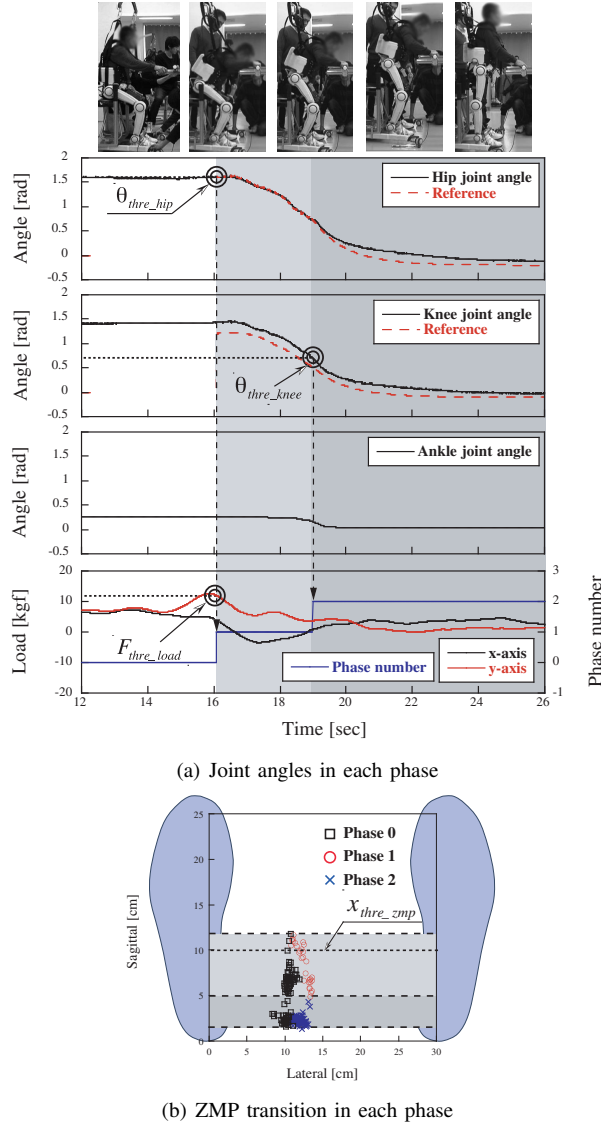 2
1.5
1
0.5
0
-0.5
Angle [rad]
θthre_hip
Hip joint angle
Reference
2
1.5
1
0.5
0
-0.5
Angle [rad]
θthre_knee
Knee joint angle
Reference
2
1.5
1
0.5
0
Angle [rad]
Ankle joint angle
20
10
0
-10
-20
Load [kgf]
Fthre_load
Phase number
x-axis
y-axis
3
2
1
0
-1
Phase number
12 14 16 18 20 22 24 26
Time [sec]
(a) Joint angles in each phase
25
20
15
10
5
0
Sagittal [cm]
Phase 0
Phase 1
Phase 2
xthre_zmp
0 5 10 15 20 25 30
Lateral [cm]
(b) ZMP transition in each phase